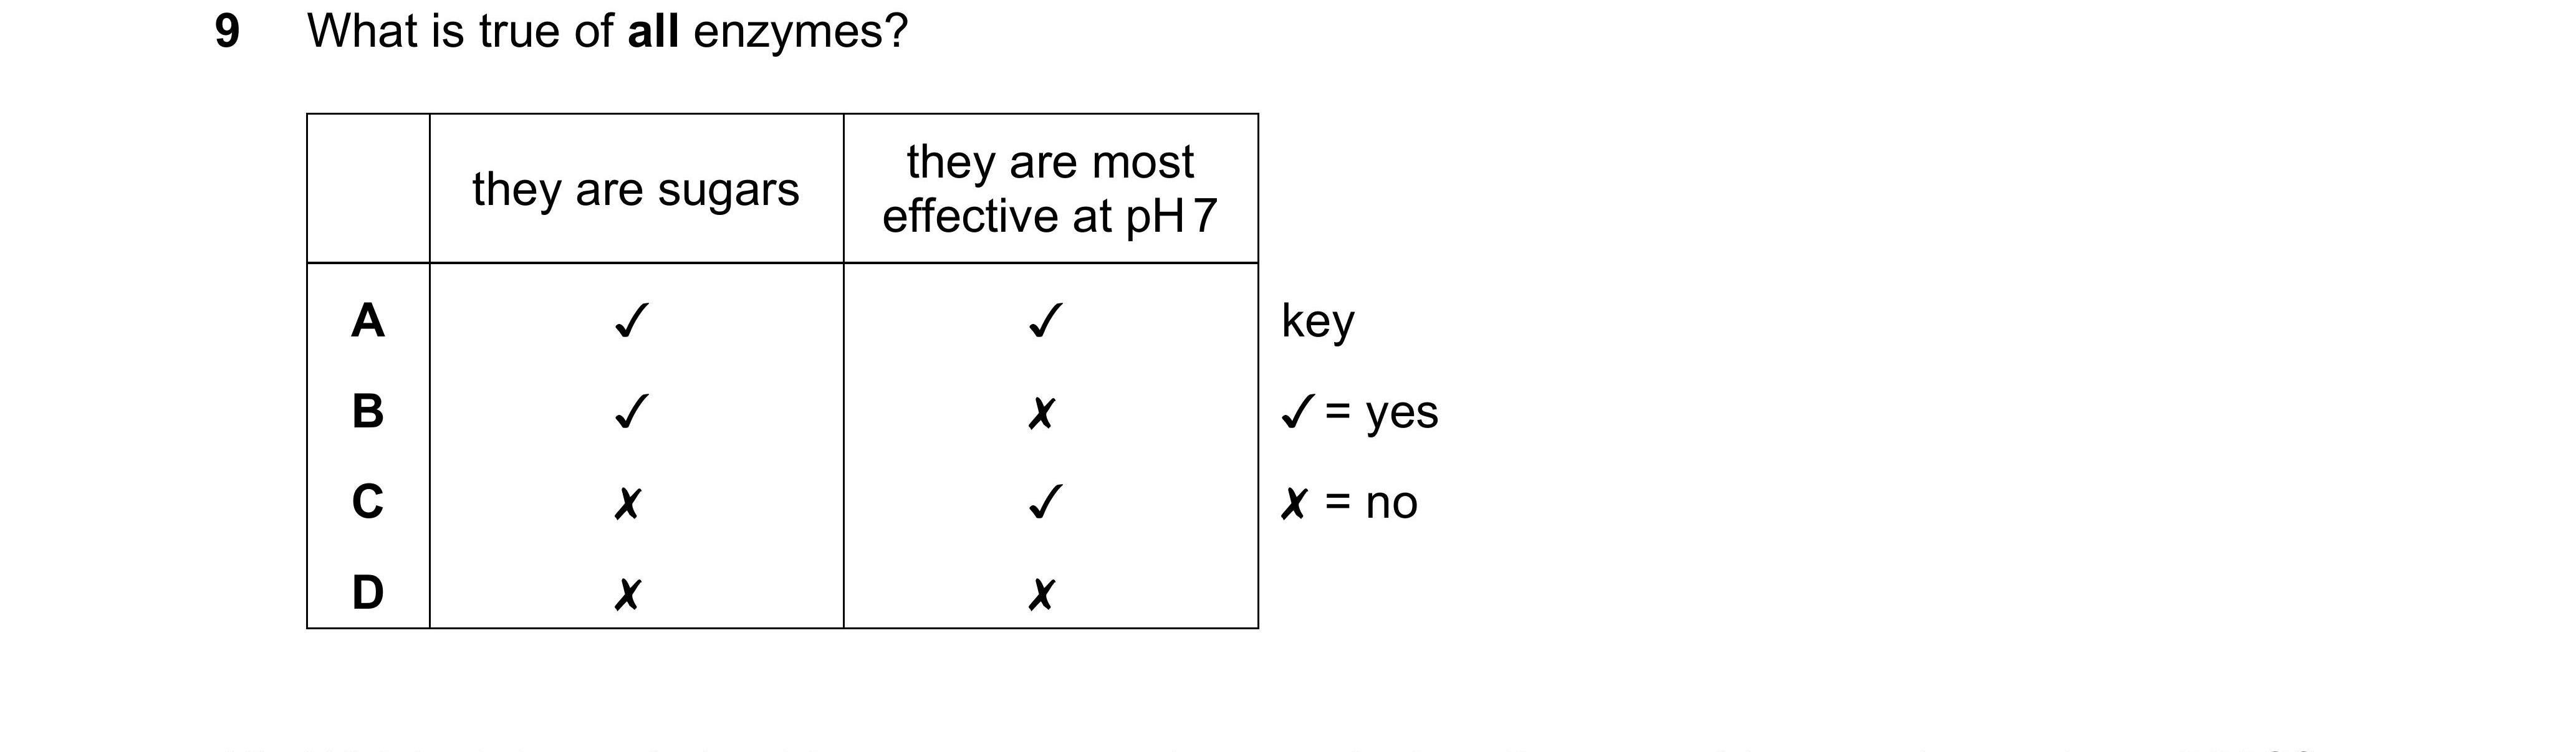 9 What is true of all enzymes?
they are sugars
they are most
effective at pH 7
A ✓ ✓ key
B ✓ ✗ ✓ = yes
C ✗ ✓ ✗ = no
D ✗ ✗